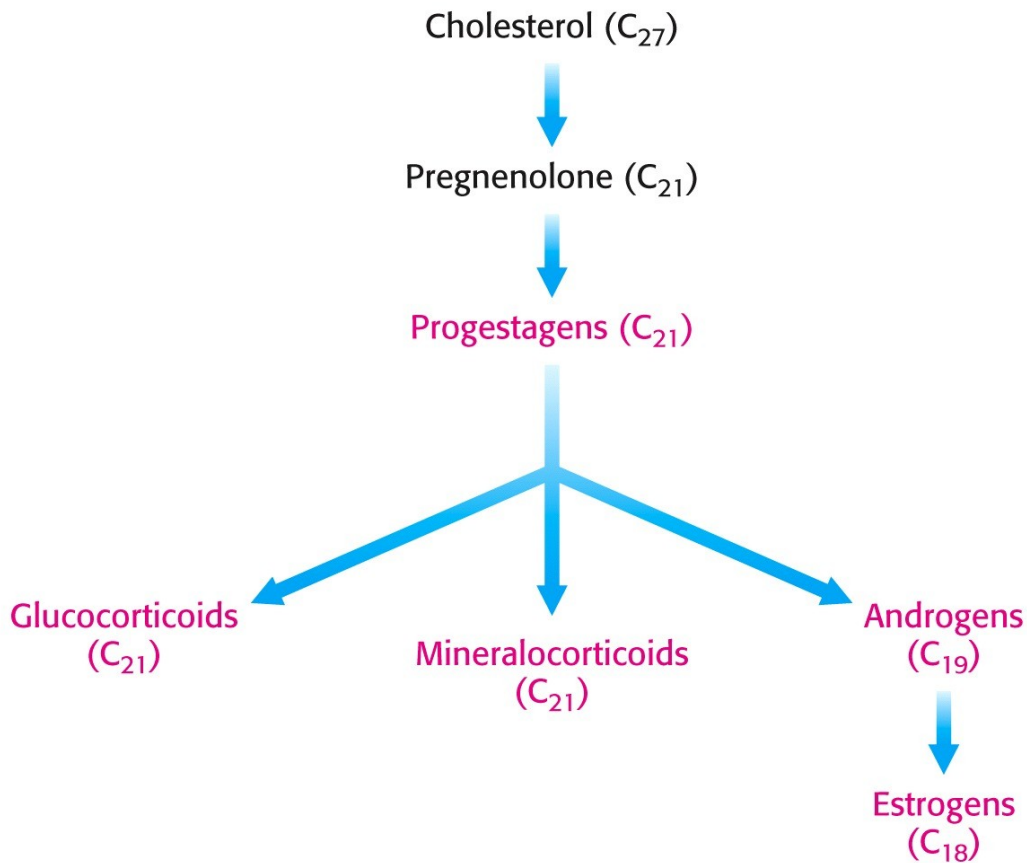 Cholesterol (C₂₇)
Pregnenolone (C₂₁)
Progestagens (C₂₁)
Glucocorticoids
(C₂₁)
Mineralocorticoids
(C₂₁)
Androgens
(C₁₉)
Estrogens
(C₁₈)